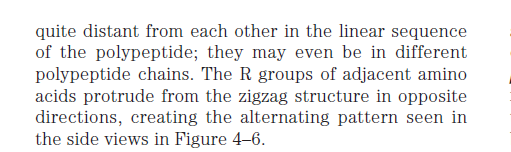 quite distant from each other in the linear sequence
of the polypeptide; they may even be in different
polypeptide chains. The R groups of adjacent amino
acids protrude from the zigzag structure in opposite
directions, creating the alternating pattern seen in
the side views in Figure 4–6.